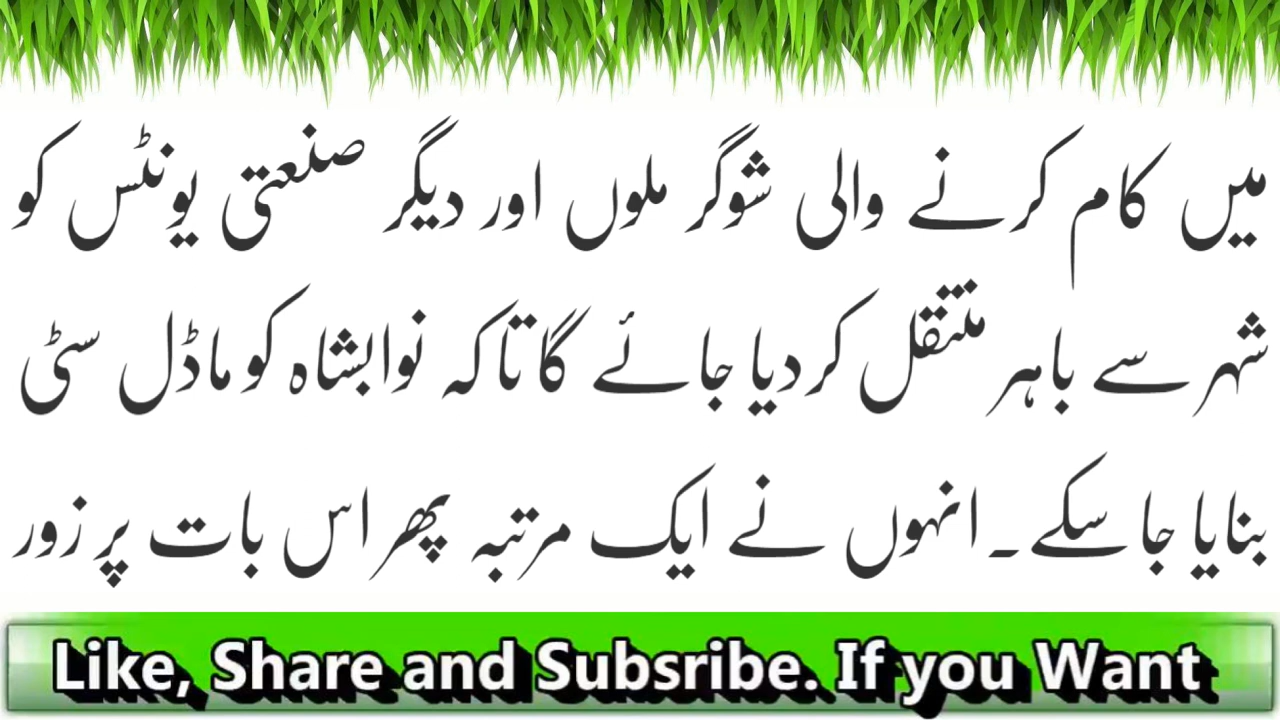 میں کام کرنے والی شوگر ملوں اور دیگر صنعتی یونٹس کو
شہر سے باہر منتقل کردیا جائے گا تاکہ نوابشاہ کو ماڈل سٹی
بنایا جا سکے۔ انہوں نے ایک مرتبہ پھر اس بات پر زور
Like, Share and Subsribe. If you Want